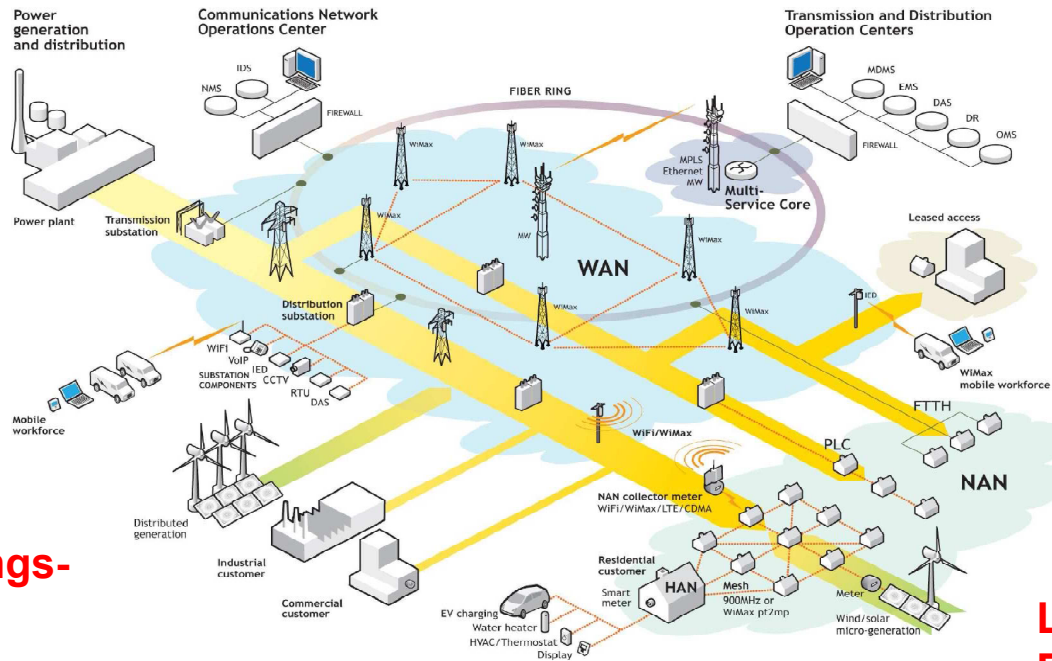 Power
generation
and distribution
Communications Network
Operations Center
Transmission and Distribution
Operation Centers
IDS
NMS
FIREWALL
FIBER RING
MDMS
EMS
DAS
DR
OMS
FIREWALL
WiMax
WiMax
MPLS
Ethernet
MW
Multi-
Service Core
Power plant
Transmission
substation
WiMax
MW
WiMax
Leased access
WAN
Distribution
substation
WiMax
WiMax
IED
WiFi
VoIP
IED
CCTV
RTU
DAS
SUBSTATION
COMPONENTS
WiMax
mobile workforce
Mobile
workforce
FTTH
WiFi/WiMax
PLC
NAN
NAN collector meter
WiFi/WiMax/LTE/CDMA
Distributed
generation
Industrial
customer
Commercial
customer
Residential
customer
Smart
meter
HAN
Mesh
900MHz or
WiMax pt2mp
Meter
Wind/solar
micro-generation
EV charging
Water heater
HVAC/Thermostat
Display
ngs-